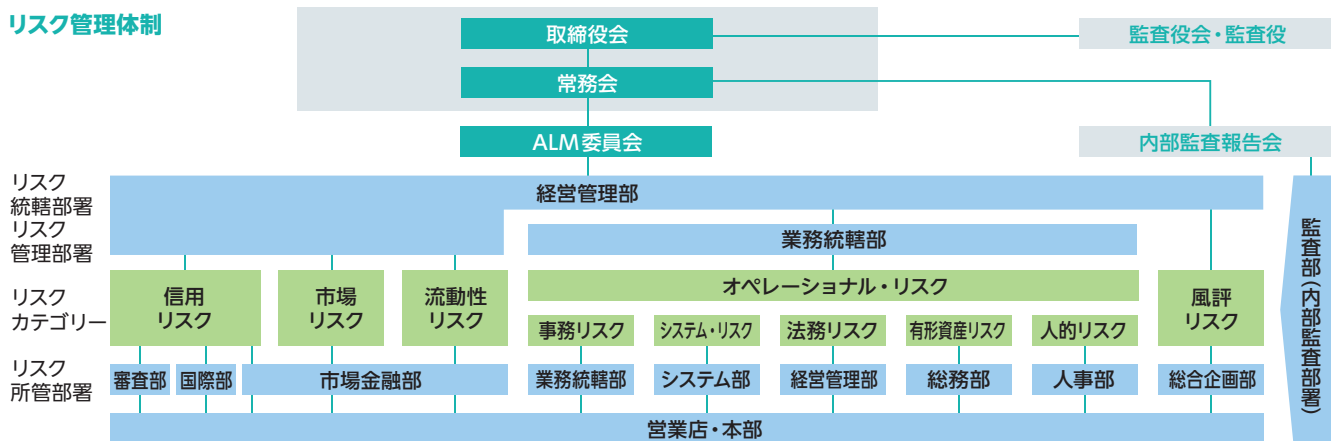 リスク管理体制
取締役会
監査役会・監査役
常務会
ALM委員会
内部監査報告会
リスク
統轄部署
経営管理部
リスク
管理部署
業務統轄部
監査部(内部監査部署)
リスク
カテゴリー
信用
リスク
市場
リスク
流動性
リスク
オペレーショナル・リスク
風評
リスク
事務リスク
システム・リスク
法務リスク
有形資産リスク
人的リスク
リスク
所管部署
審査部
国際部
市場金融部
業務統轄部
システム部
経営管理部
総務部
人事部
総合企画部
営業店・本部